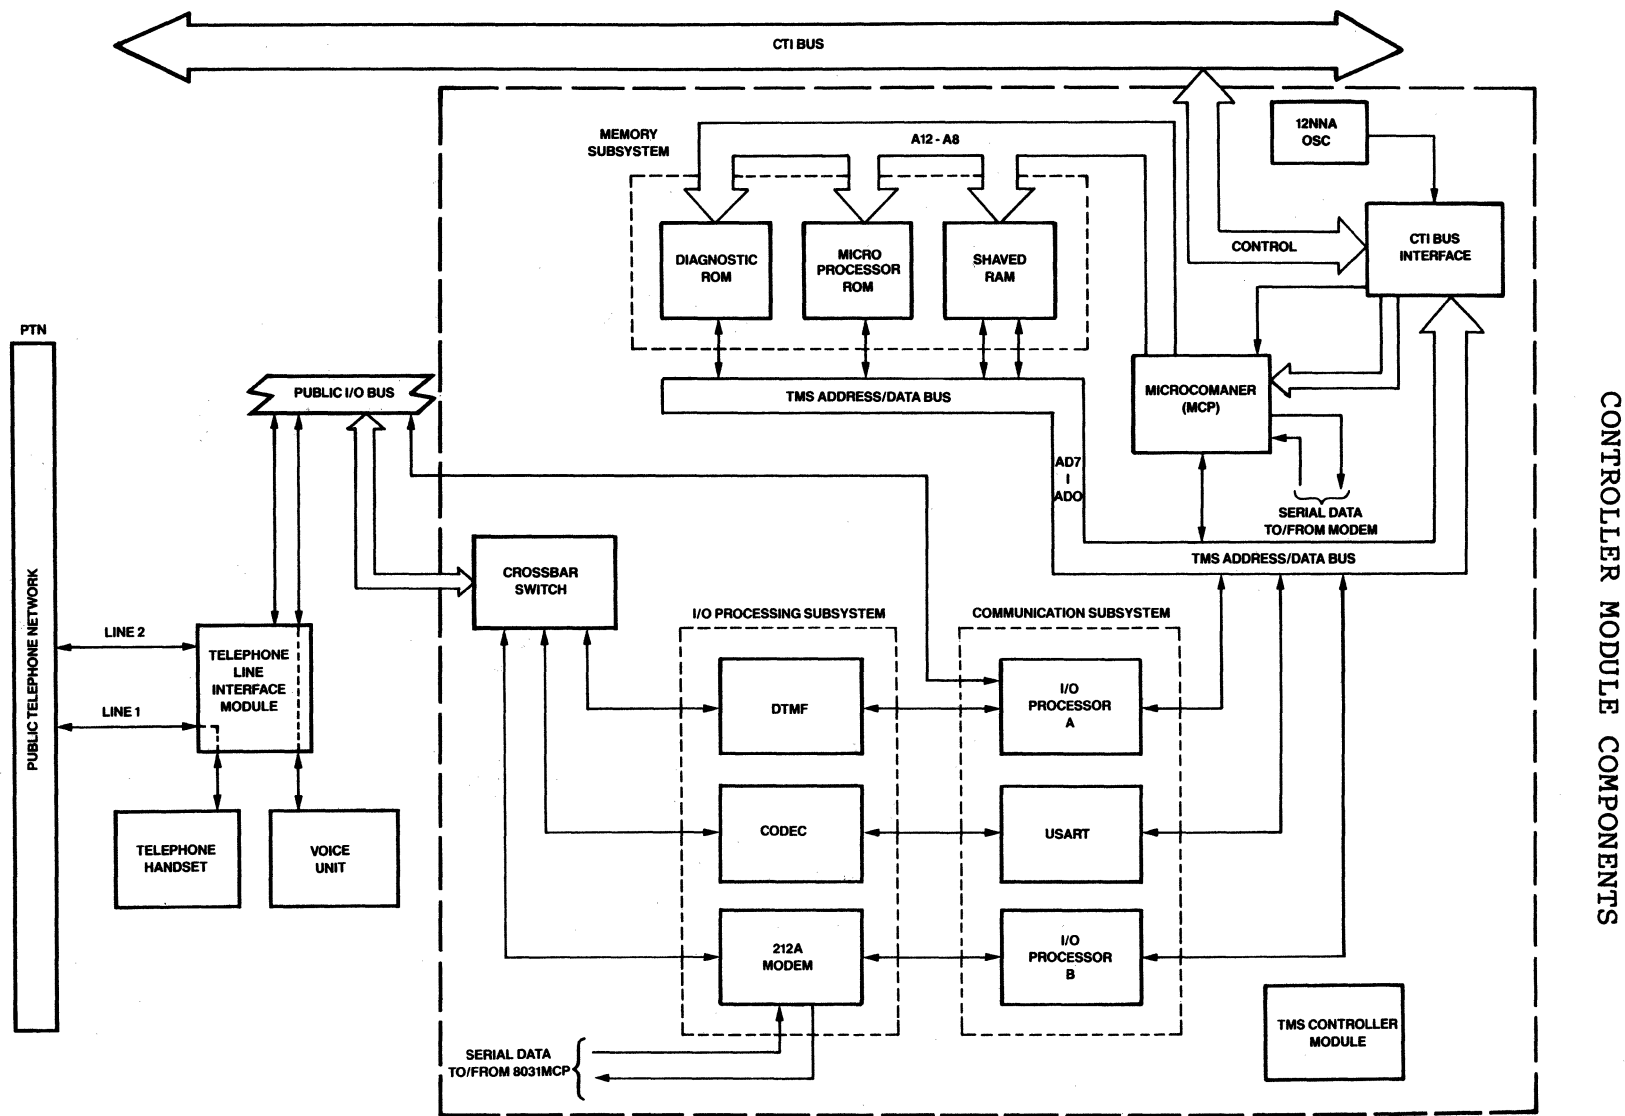 CTI BUS
MEMORY
SUBSYSTEM
A12 - A8
12NNA
OSC
DIAGNOSTIC
ROM
MICRO
PROCESSOR
ROM
SHAVED
RAM
CONTROL
CTI BUS
INTERFACE
PTN
PUBLIC I/O BUS
TMS ADDRESS/DATA BUS
MICROCOMANER
(MCP)
AD7
I
ADO
SERIAL DATA
TO/FROM MODEM
TMS ADDRESS/DATA BUS
CROSSBAR
SWITCH
I/O PROCESSING SUBSYSTEM
COMMUNICATION SUBSYSTEM
PUBLIC TELEPHONE NETWORK
LINE 2
LINE 1
TELEPHONE
LINE
INTERFACE
MODULE
DTMF
I/O
PROCESSOR
A
TELEPHONE
HANDSET
VOICE
UNIT
CODEC
USART
212A
MODEM
I/O
PROCESSOR
B
SERIAL DATA
TO/FROM 8031MCP
TMS CONTROLLER
MODULE
CONTROLLER MODULE COMPONENTS